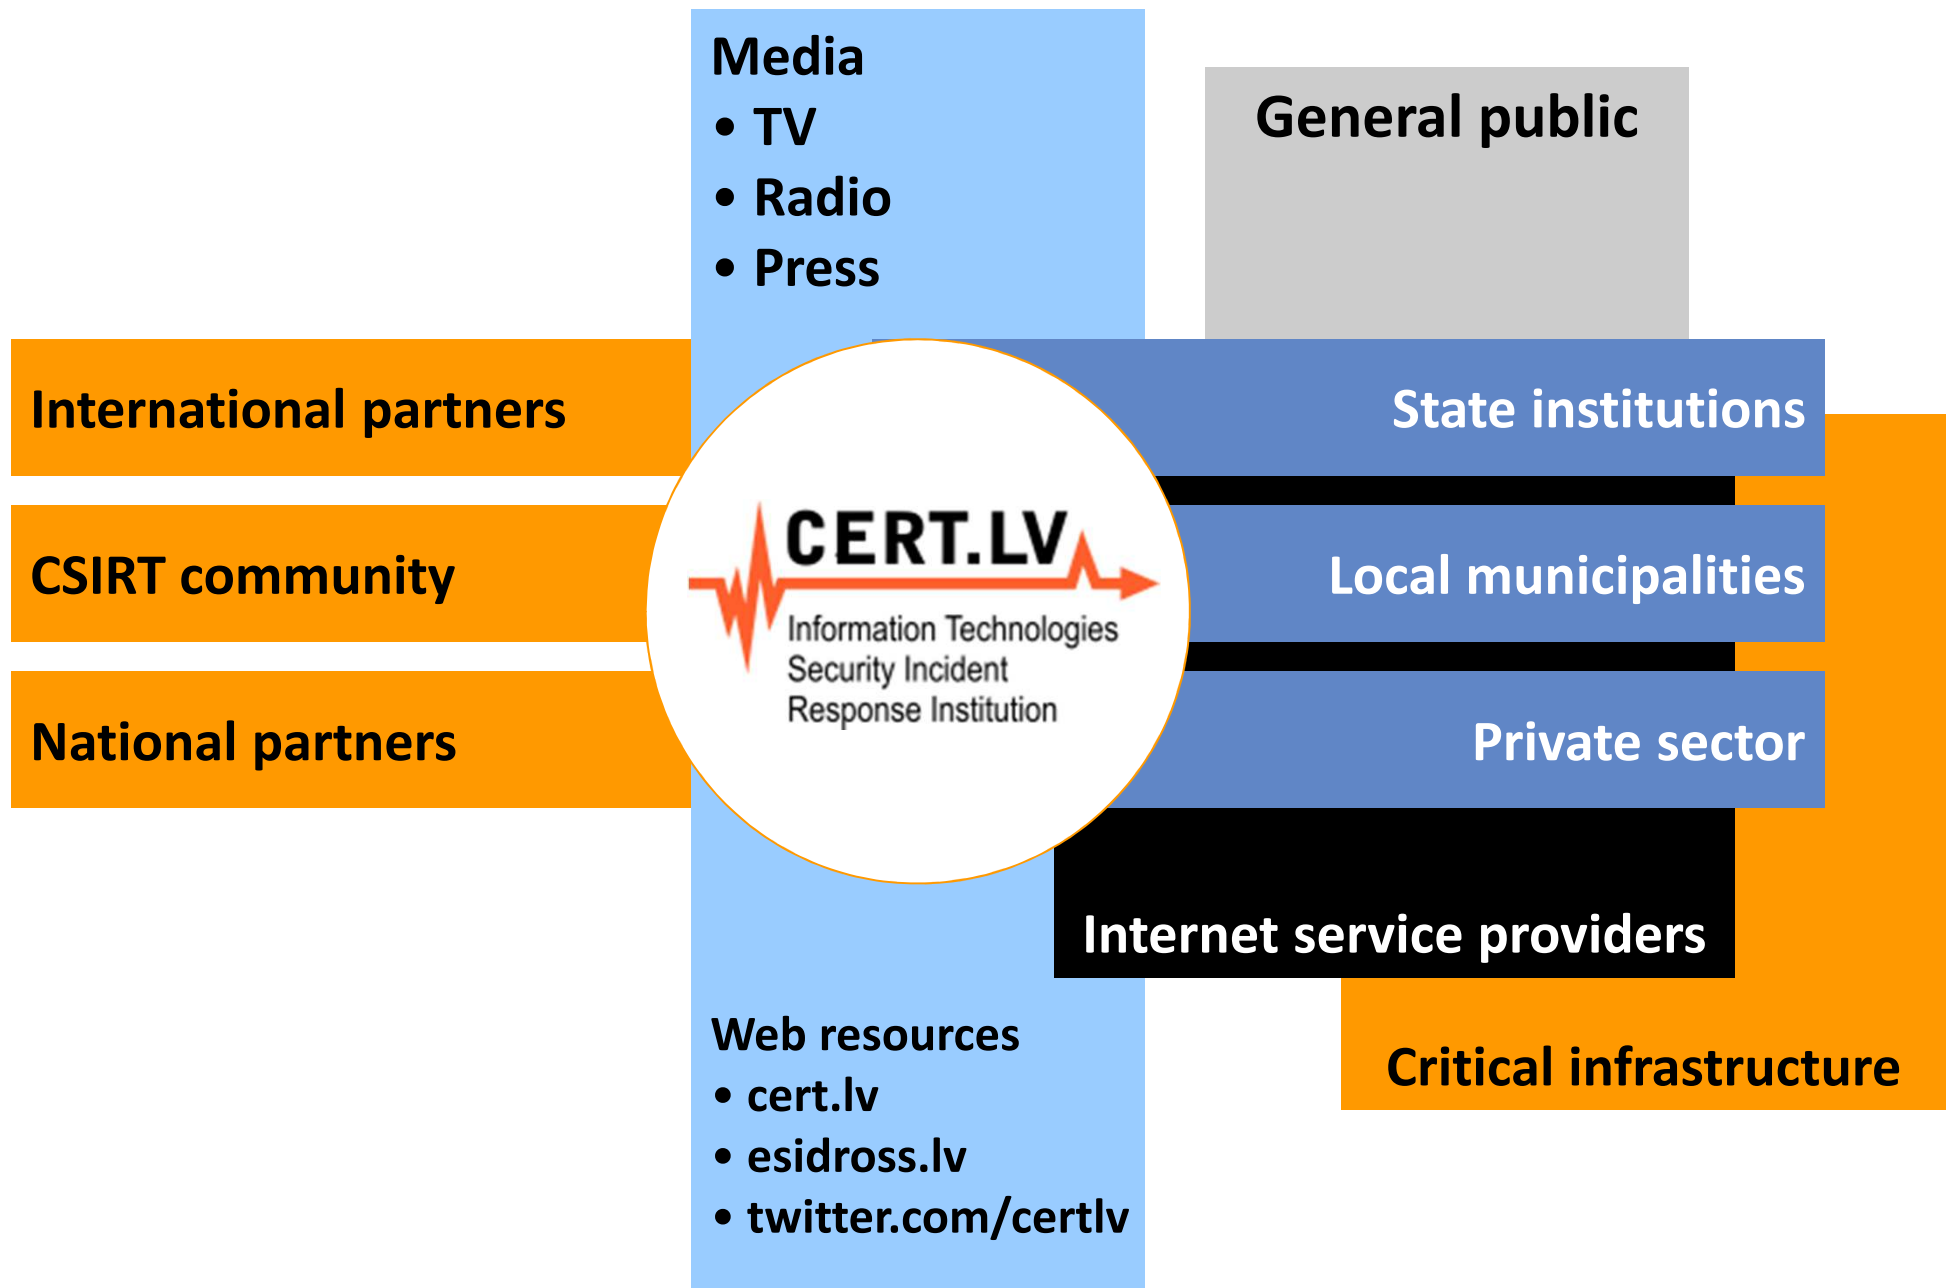 Media
• TV
• Radio
• Press
General public
International partners
CSIRT community
National partners
CERT.LV
Information Technologies
Security Incident
Response Institution
State institutions
Local municipalities
Private sector
Internet service providers
Critical infrastructure
Web resources
• cert.lv
• esidross.lv
• twitter.com/certlv